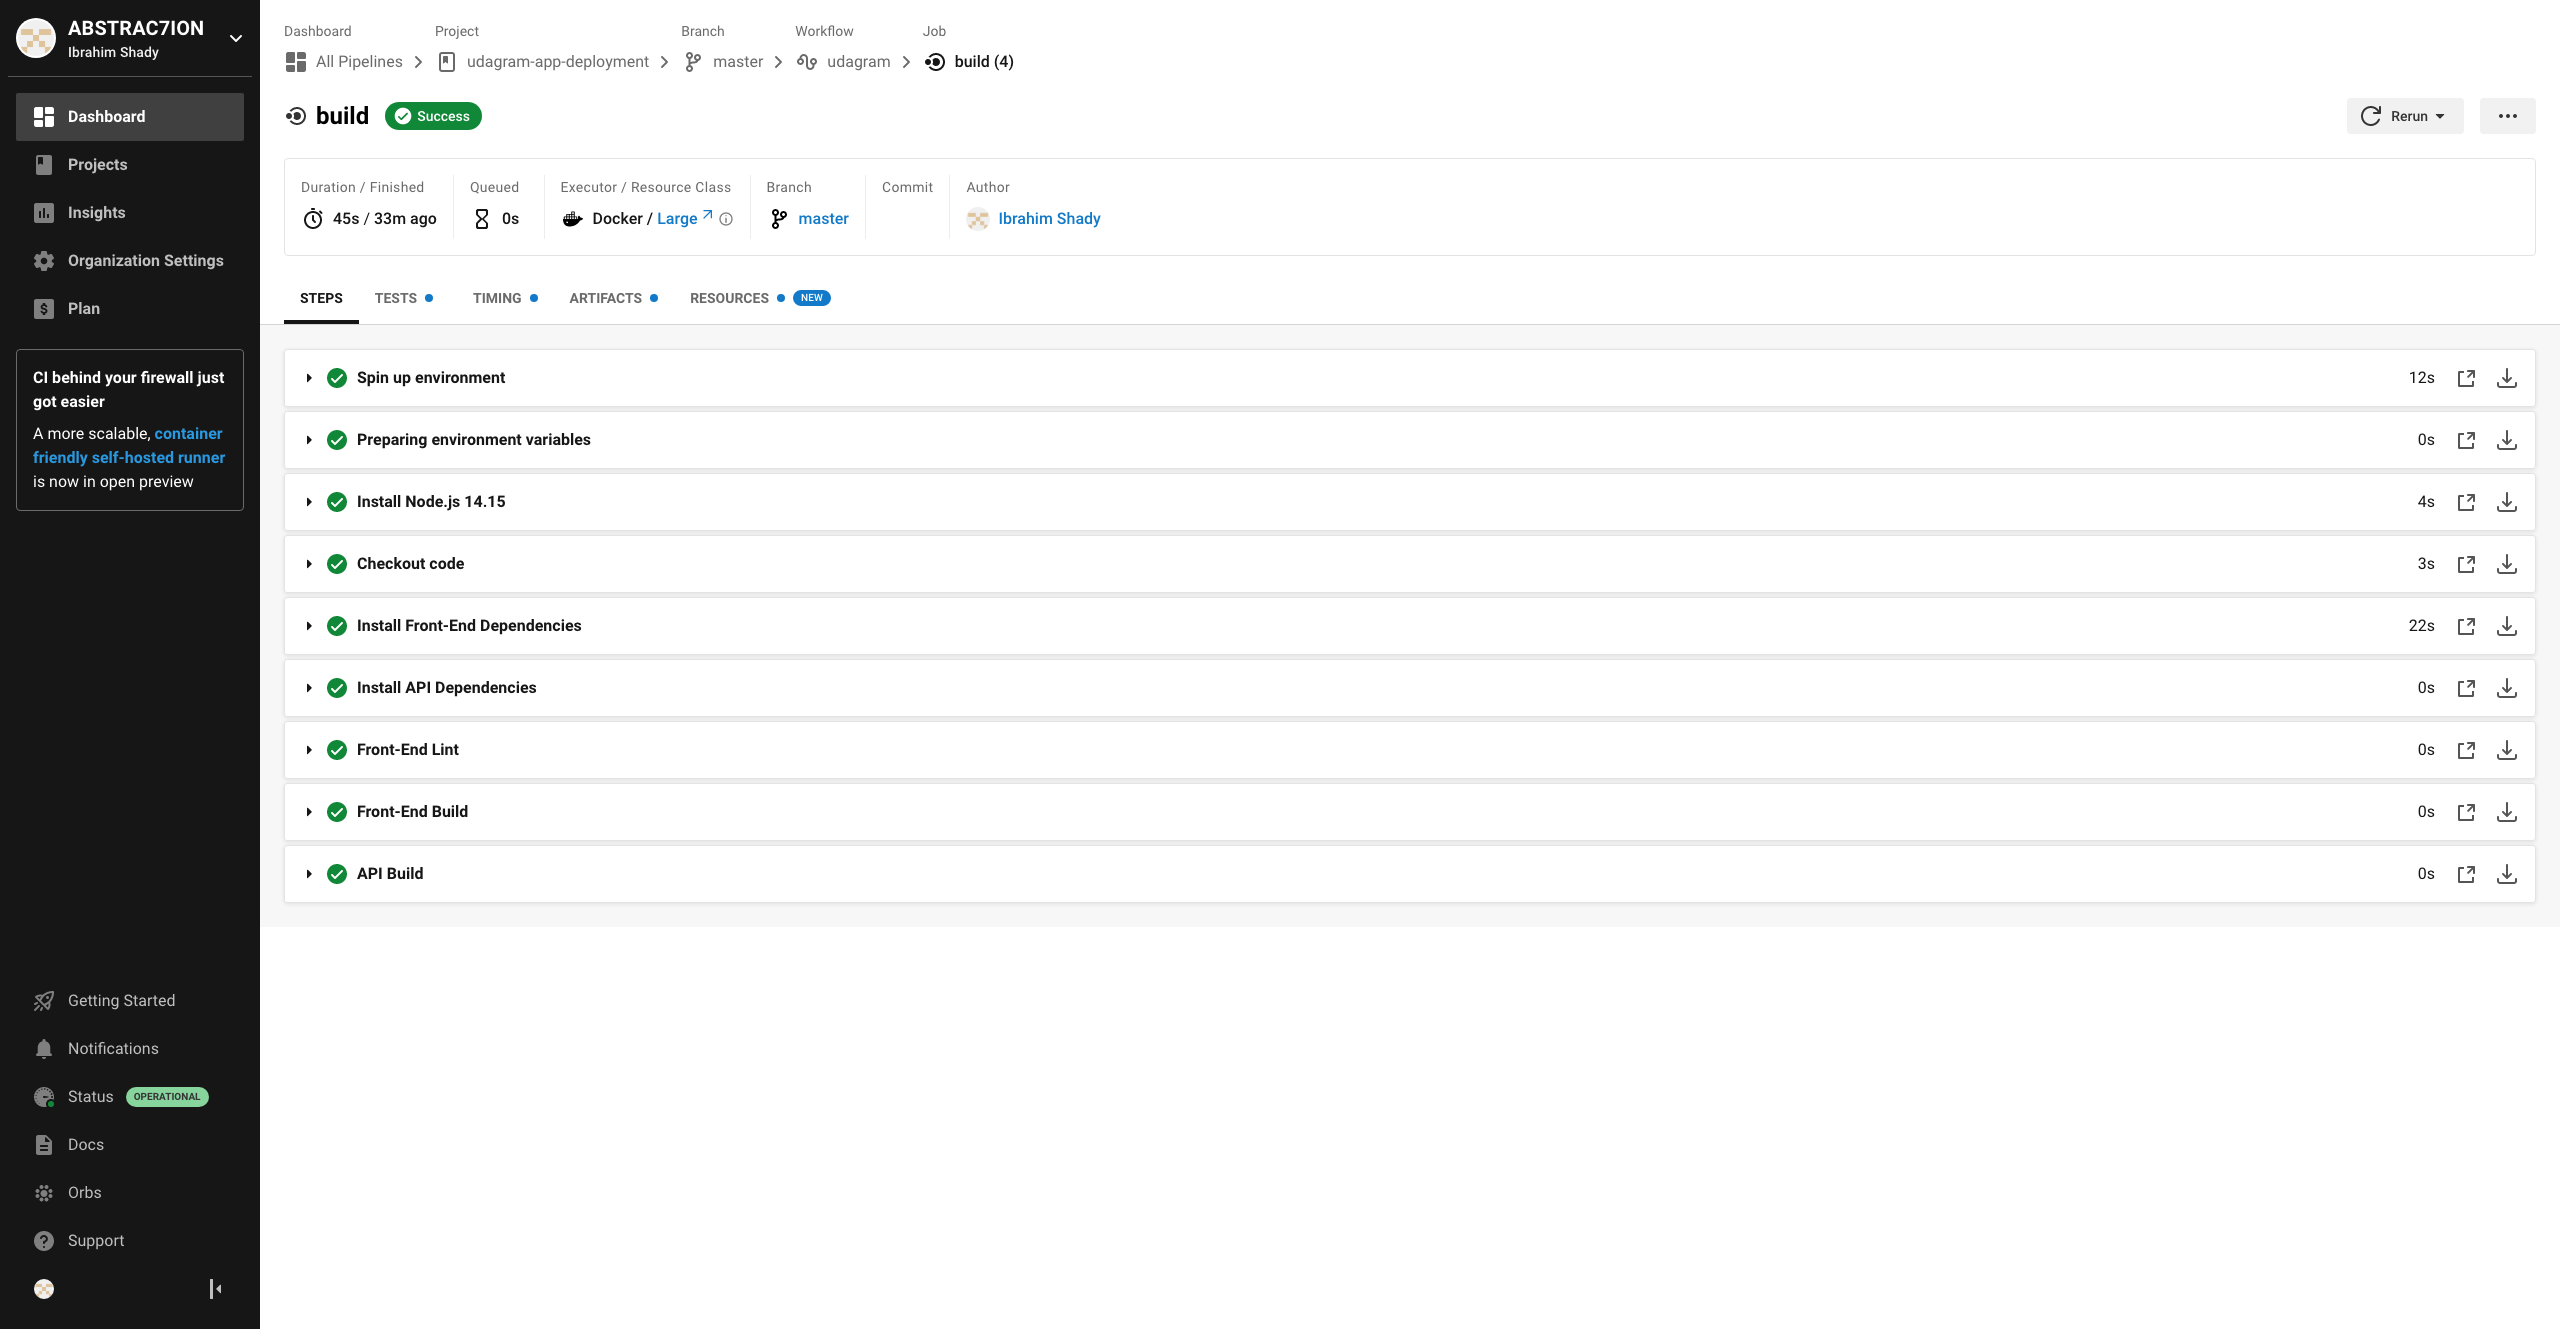 ABSTRAC7ION
Ibrahim Shady
Dashboard
Projects
Insights
Organization Settings
Plan
CI behind your firewall just
got easier
A more scalable, container
friendly self-hosted runner
is now in open preview
Getting Started
Notifications
Status OPERATIONAL
Docs
Orbs
Support
Dashboard Project Branch Workflow Job
All Pipelines udagram-app-deployment master udagram build (4)
build Success Rerun
Duration / Finished Queued Executor / Resource Class Branch Commit Author
45s / 33m ago 0s Docker / Large master Ibrahim Shady
STEPS TESTS TIMING ARTIFACTS RESOURCES NEW
Spin up environment 12s
Preparing environment variables 0s
Install Node.js 14.15 4s
Checkout code 3s
Install Front-End Dependencies 22s
Install API Dependencies 0s
Front-End Lint 0s
Front-End Build 0s
API Build 0s